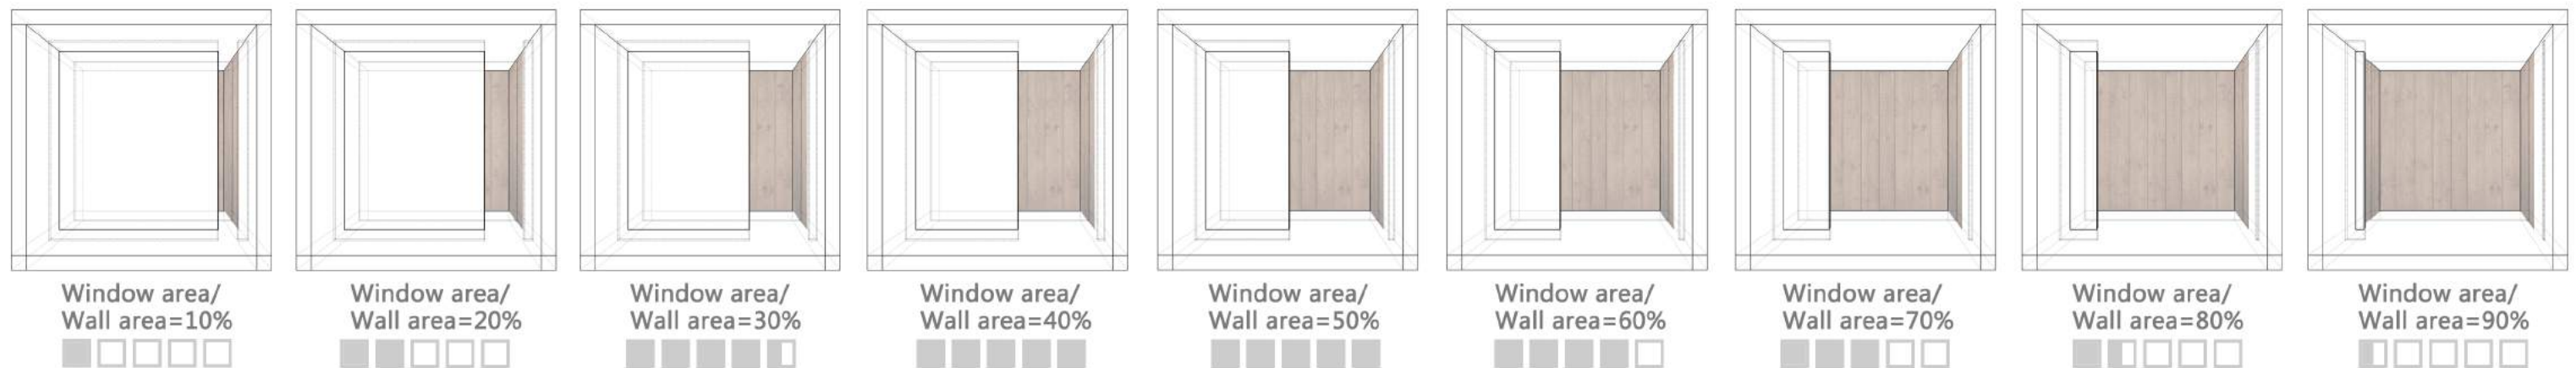 Window area/
Wall area=10%
Window area/
Wall area=20%
Window area/
Wall area=30%
Window area/
Wall area=40%
Window area/
Wall area=50%
Window area/
Wall area=60%
Window area/
Wall area=70%
Window area/
Wall area=80%
Window area/
Wall area=90%